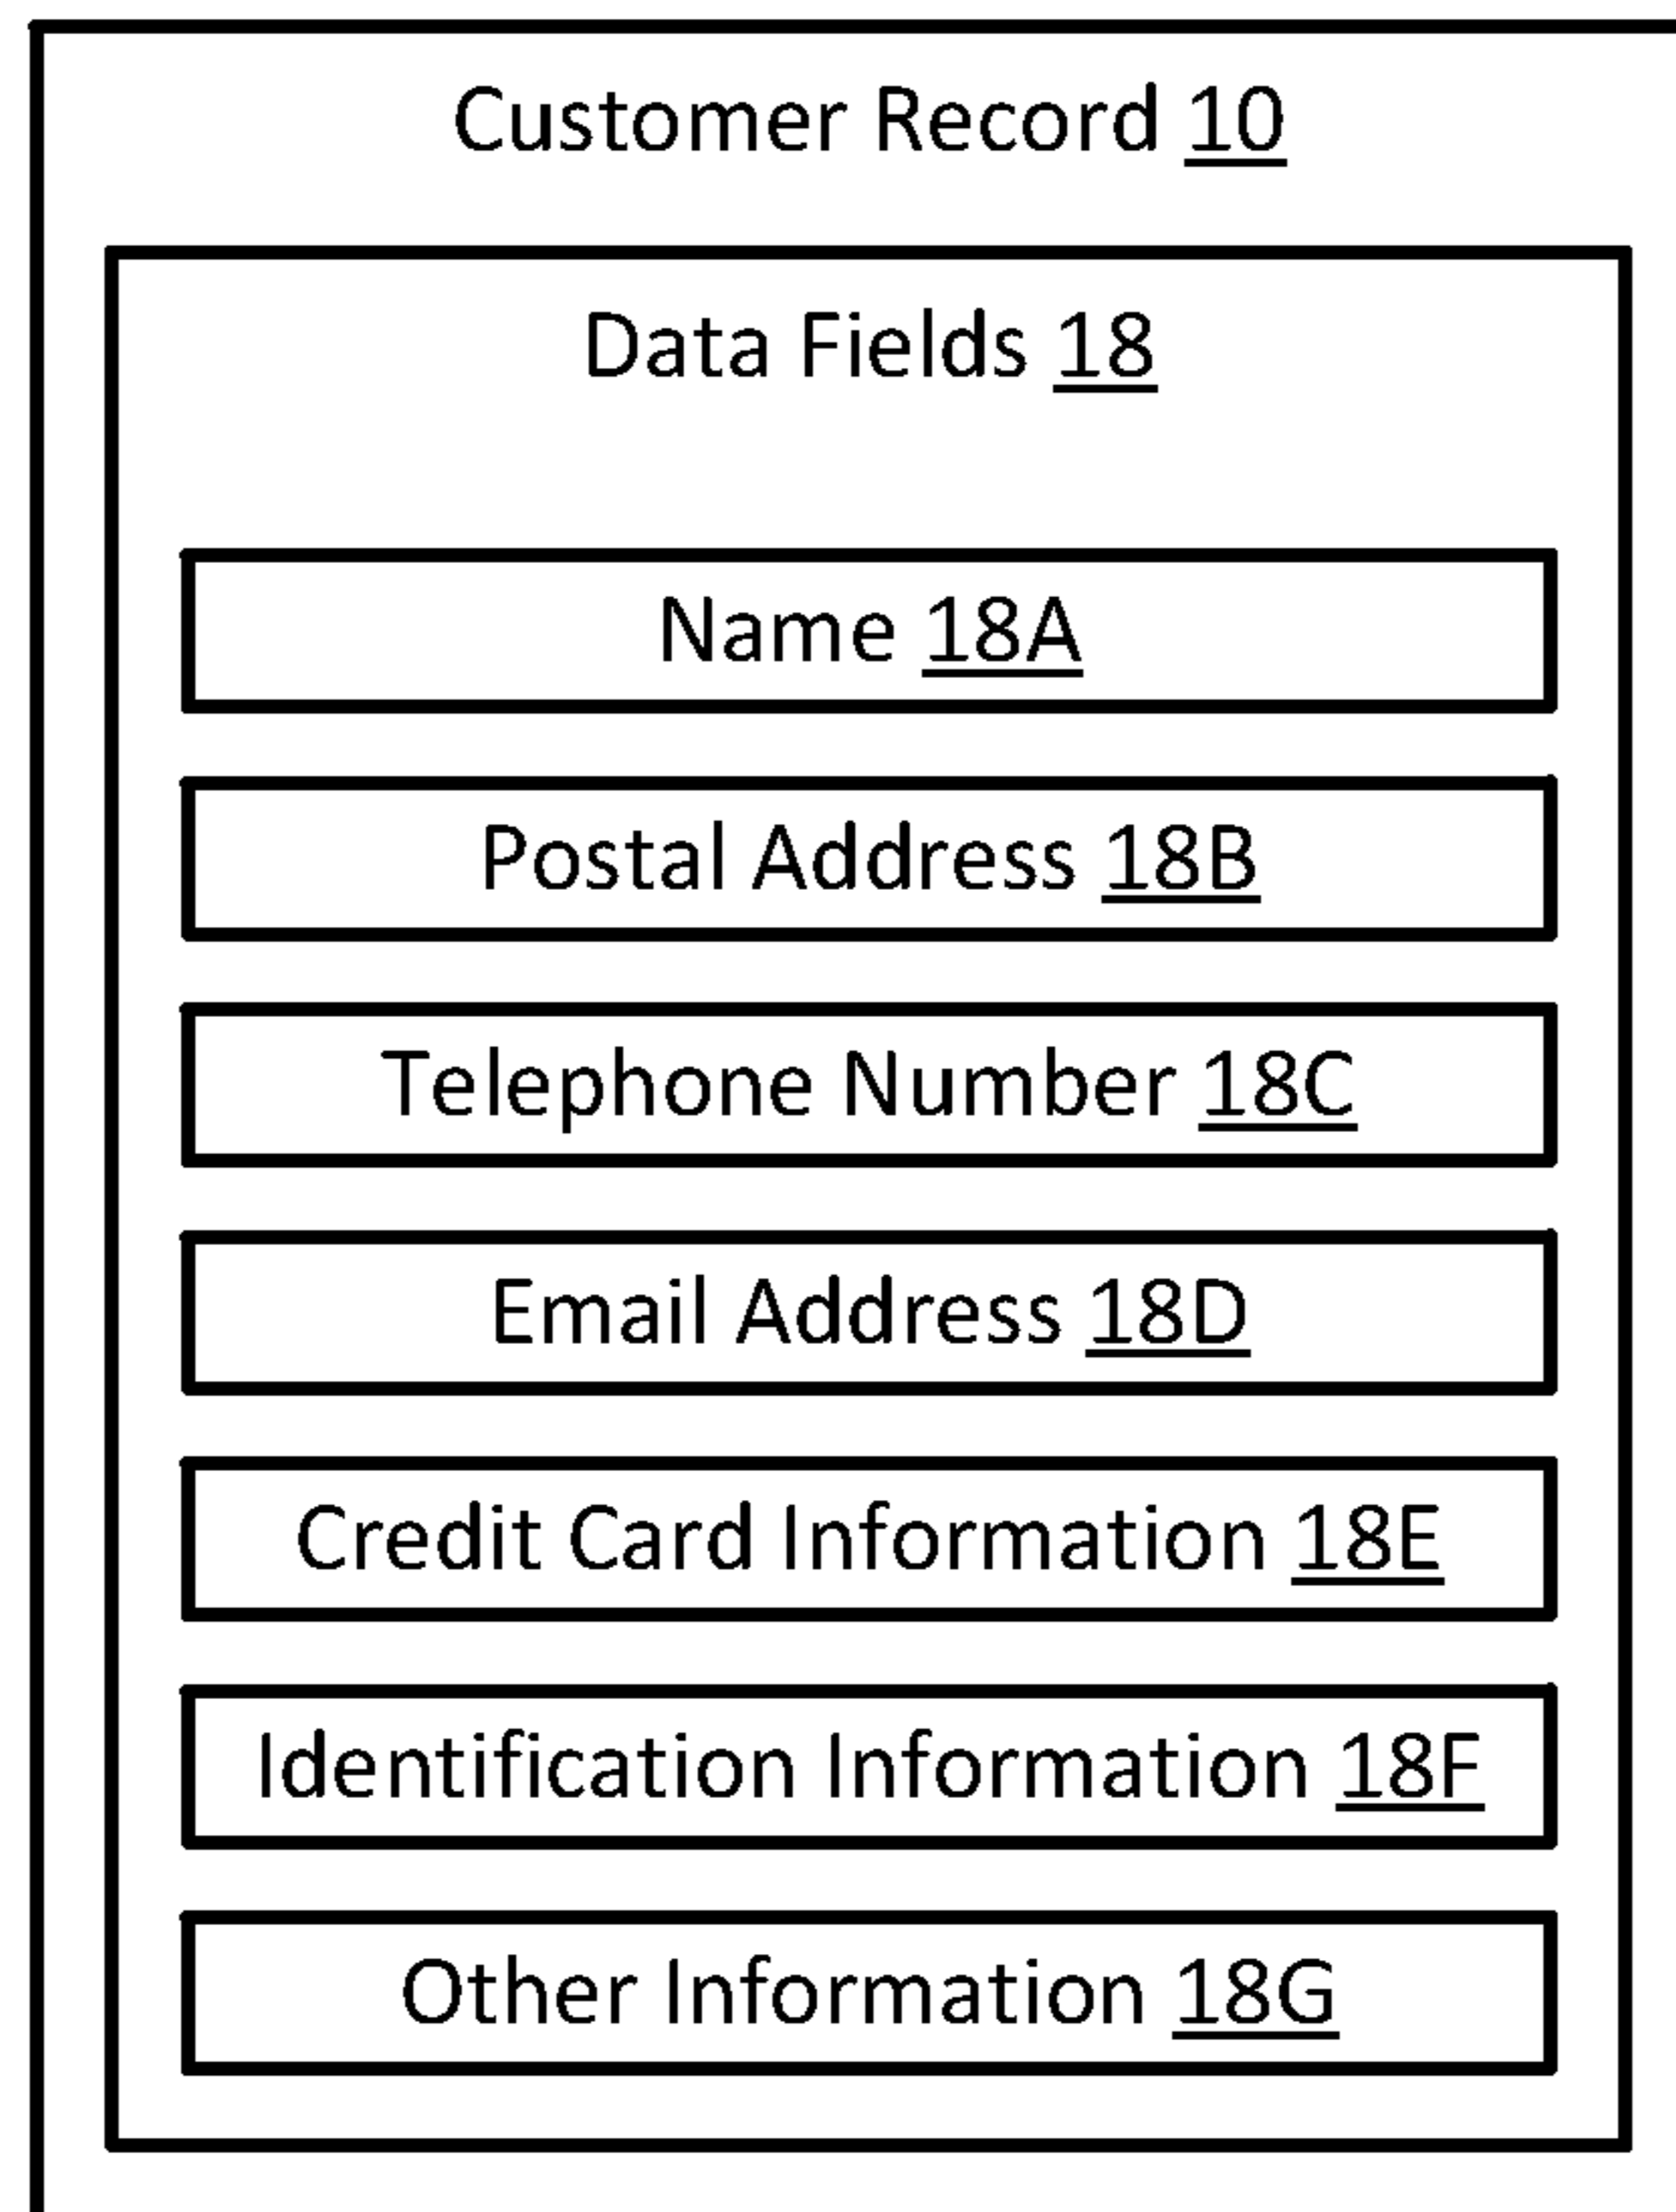 Customer Record 10
Data Fields 18
Name 18A
Postal Address 18B
Telephone Number 18C
Email Address 18D
Credit Card Information 18E
Identification Information 18F
Other Information 18G